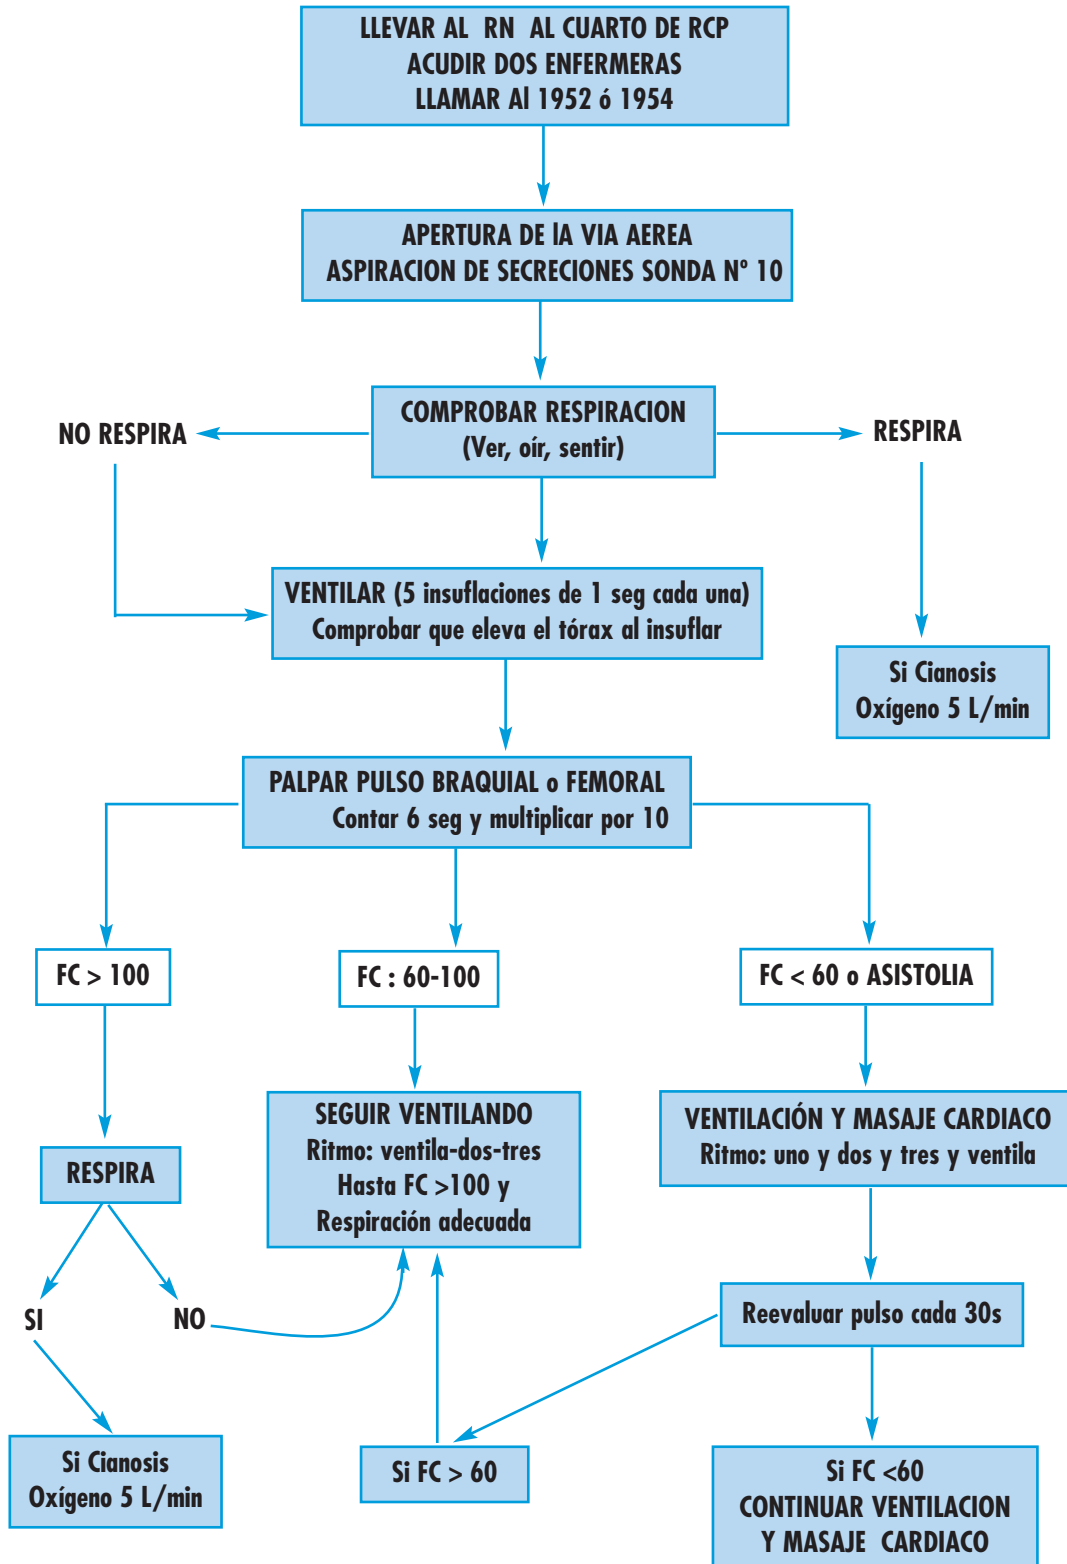 LLEVAR AL RN AL CUARTO DE RCP
ACUDIR DOS ENFERMERAS
LLAMAR Al 1952 ó 1954
APERTURA DE lA VIA AEREA
ASPIRACION DE SECRECIONES SONDA Nº 10
COMPROBAR RESPIRACION
(Ver, oír, sentir)
NO RESPIRA
RESPIRA
VENTILAR (5 insuflaciones de 1 seg cada una)
Comprobar que eleva el tórax al insuflar
Si Cianosis
Oxígeno 5 L/min
PALPAR PULSO BRAQUIAL o FEMORAL
Contar 6 seg y multiplicar por 10
FC > 100
FC : 60-100
FC < 60 o ASISTOLIA
RESPIRA
SEGUIR VENTILANDO
Ritmo: ventila-dos-tres
Hasta FC >100 y
Respiración adecuada
VENTILACIÓN Y MASAJE CARDIACO
Ritmo: uno y dos y tres y ventila
SI
NO
Reevaluar pulso cada 30s
Si Cianosis
Oxígeno 5 L/min
Si FC > 60
Si FC <60
CONTINUAR VENTILACION
Y MASAJE CARDIACO